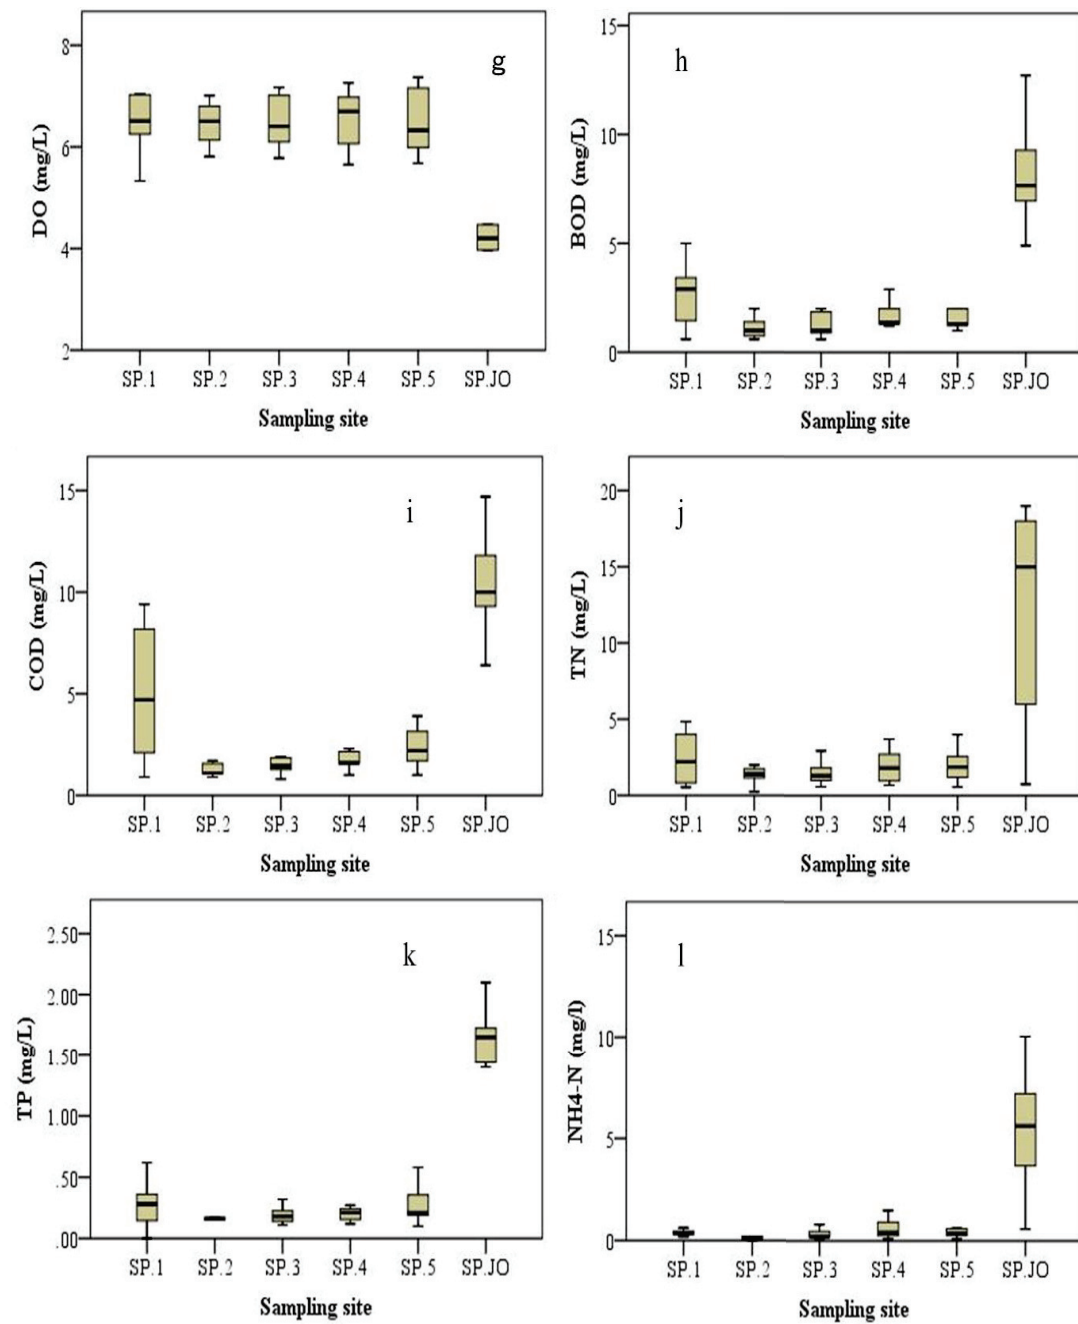 g
DO (mg/L)
8
6
4
2
SP.1 SP.2 SP.3 SP.4 SP.5 SP.JO
Sampling site
h
BOD (mg/L)
15
10
5
0
SP.1 SP.2 SP.3 SP.4 SP.5 SP.JO
Sampling site
i
COD (mg/L)
15
10
5
0
SP.1 SP.2 SP.3 SP.4 SP.5 SP.JO
Sampling site
j
TN (mg/L)
20
15
10
5
0
SP.1 SP.2 SP.3 SP.4 SP.5 SP.JO
Sampling site
k
TP (mg/L)
2.50
2.00
1.50
1.00
.50
.00
SP.1 SP.2 SP.3 SP.4 SP.5 SP.JO
Sampling site
l
NH4-N (mg/l)
15
10
5
0
SP.1 SP.2 SP.3 SP.4 SP.5 SP.JO
Sampling site